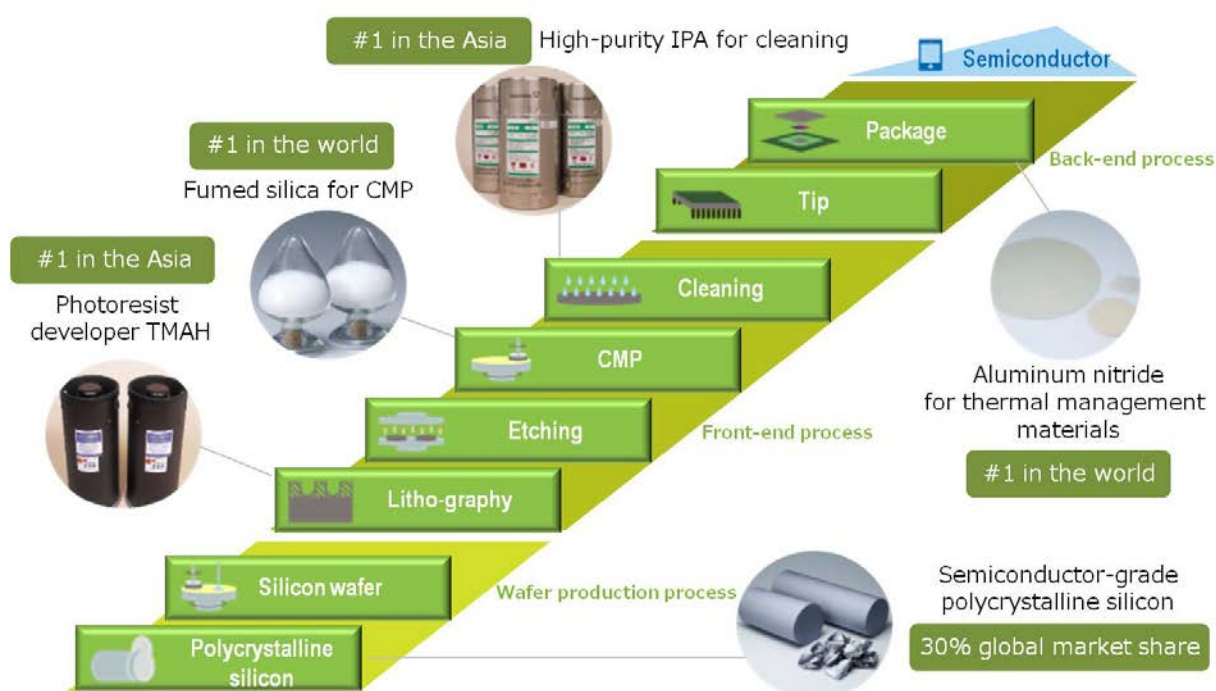 #1 in the Asia
High-purity IPA for cleaning
Semiconductor
#1 in the world
Fumed silica for CMP
Package
Back-end process
Tip
#1 in the Asia
Photoresist
developer TMAH
Cleaning
CMP
Aluminum nitride
for thermal management
materials
#1 in the world
Etching
Front-end process
Litho-graphy
Silicon wafer
Wafer production process
Semiconductor-grade
polycrystalline silicon
30% global market share
Polycrystalline
silicon